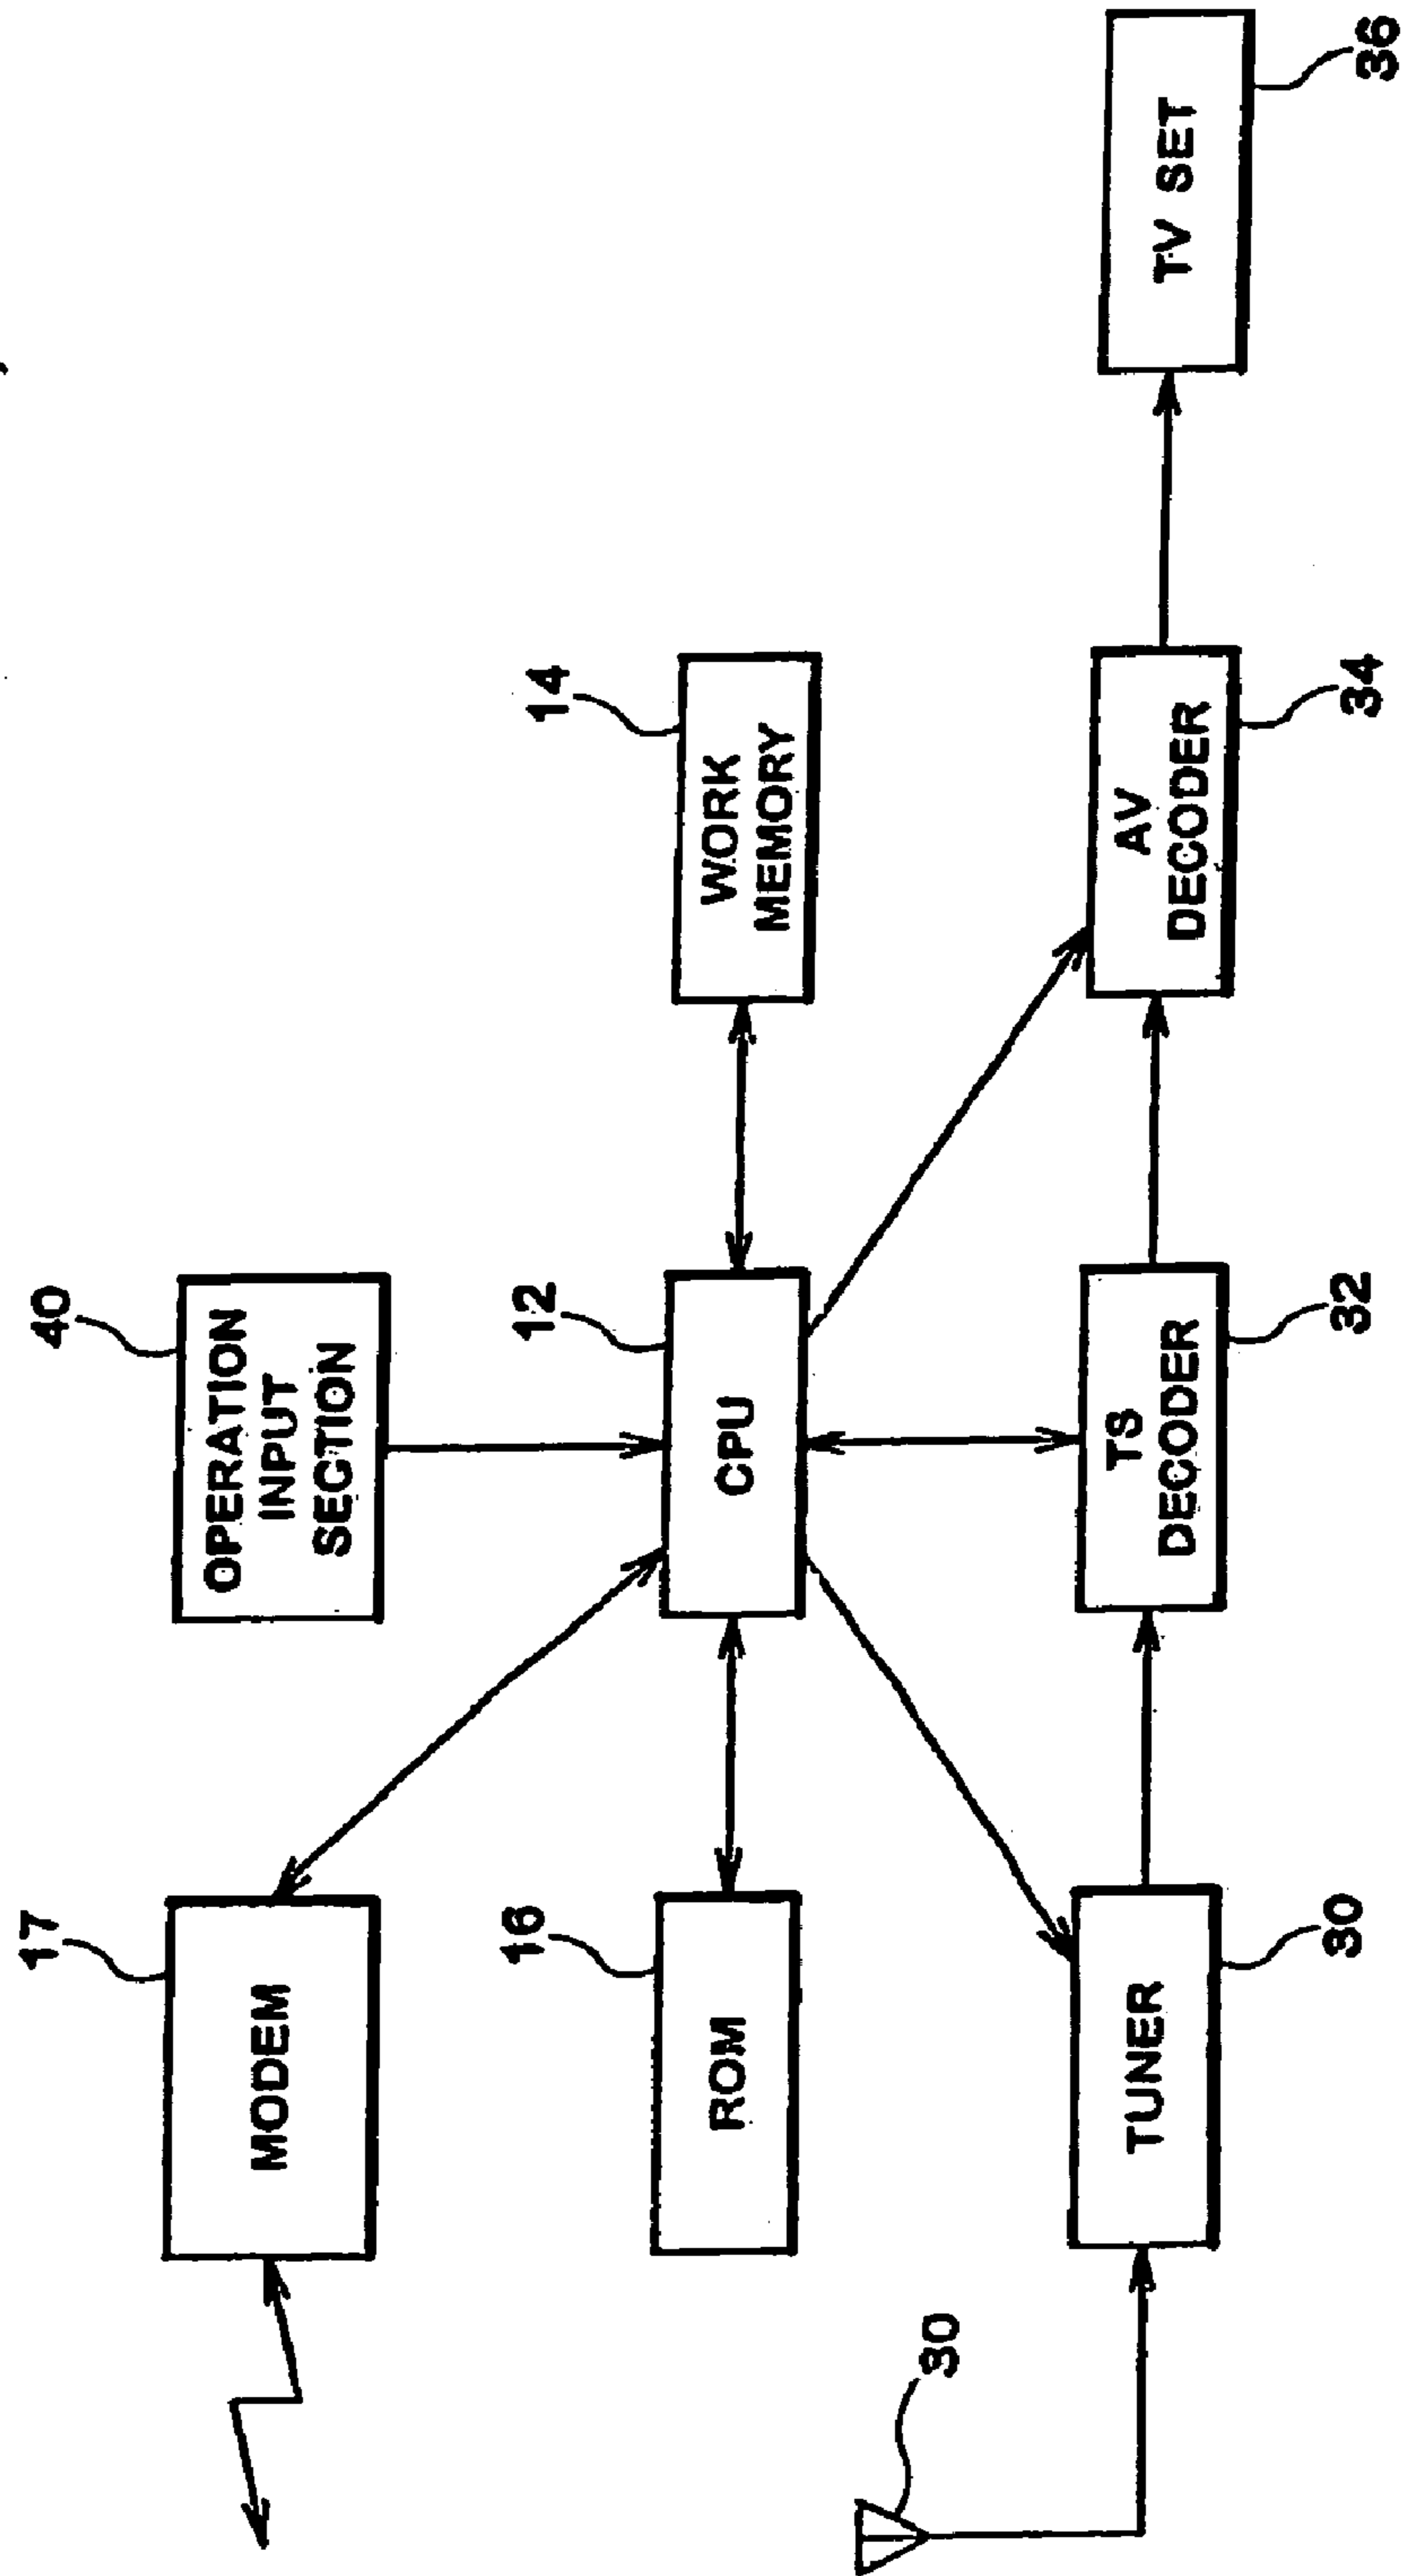 17
MODEM
40
OPERATION
INPUT
SECTION
16
ROM
12
CPU
14
WORK
MEMORY
30
TUNER
30
TS
DECODER
32
AV
DECODER
34
TV SET
36